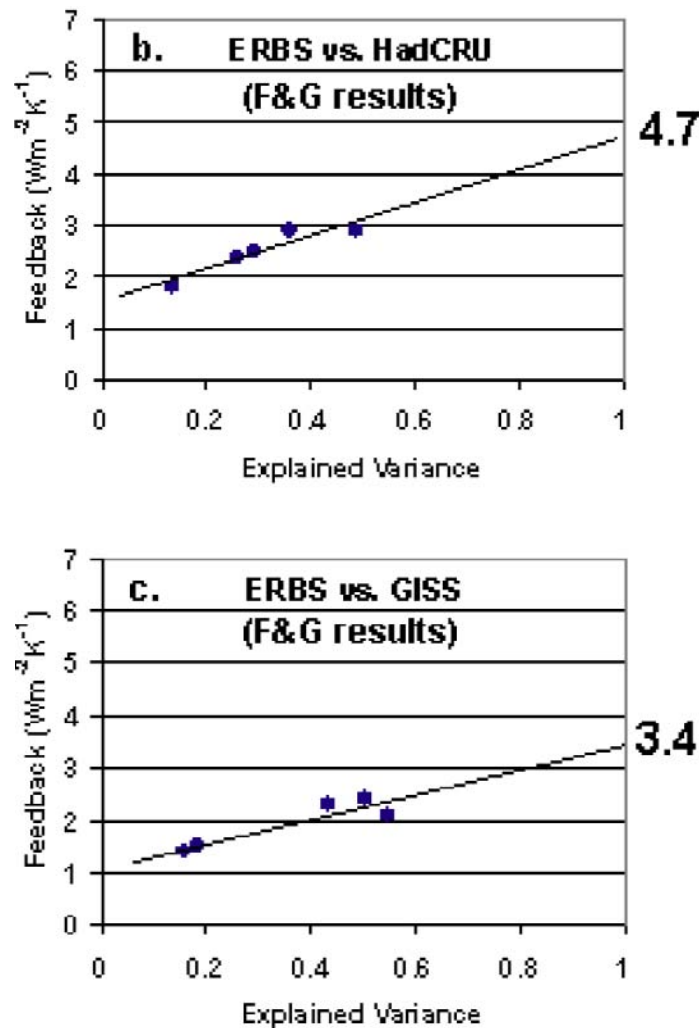 b. ERBS vs. HadCRU
(F&G results)
7
6
5
4
3
2
1
0
4.7
Feedback (Wm⁻² K⁻¹)
0 0.2 0.4 0.6 0.8 1
Explained Variance
c. ERBS vs. GISS
(F&G results)
7
6
5
4
3
2
1
0
3.4
Feedback (Wm⁻² K⁻¹)
0 0.2 0.4 0.6 0.8 1
Explained Variance